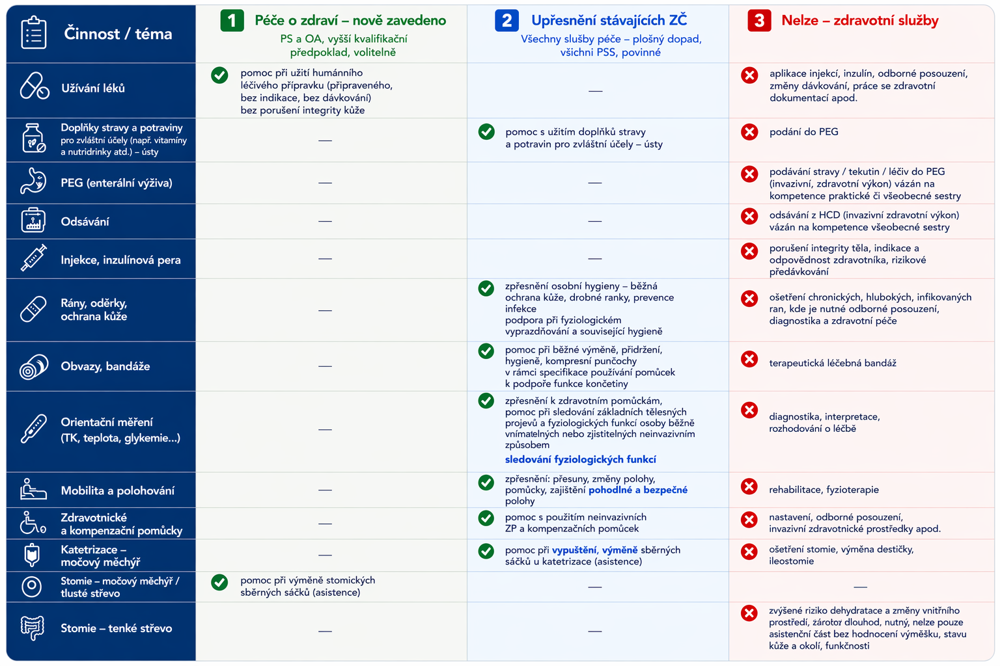 Činnost / téma
1 Péče o zdraví – nově zavedeno
PS a OA, vyšší kvalifikační
předpoklad, volitelně
2 Upřesnění stávajících ZČ
Všechny služby péče – plošný dopad,
všichni PSS, povinné
3 Nelze – zdravotní služby
Užívání léků
pomoc při užití humánního
léčivého přípravku (připraveného,
bez indikace, bez dávkování)
bez porušení integrity kůže
—
aplikace injekcí, inzulín, odborné posouzení,
změny dávkování, práce se zdravotní
dokumentací apod.
Doplňky stravy a potraviny
pro zvláštní účely (např. vitamíny
a nutridrinky atd.) – ústy
—
pomoc s užitím doplňků stravy
a potravin pro zvláštní účely – ústy
podání do PEG
PEG (enterální výživa)
—
—
podávání stravy / tekutin / léčiv do PEG
(invazivní, zdravotní výkon) vázán na
kompetence praktické či všeobecné sestry
Odsávání
—
—
odsávání z HCD (invazivní zdravotní výkon)
vázán na kompetence všeobecné sestry
Injekce, inzulínová pera
—
—
porušení integrity těla, indikace a
odpovědnost zdravotníka, rizikové
předávkování
Rány, oděrky,
ochrana kůže
—
zpřesnění osobní hygieny – běžná
ochrana kůže, drobné ranky, prevence
infekce
podpora při fyziologickém
vyprazdňování a související hygieně
ošetření chronických, hlubokých, infikovaných
ran, kde je nutné odborné posouzení,
diagnostika a zdravotní péče
Obvazy, bandáže
—
pomoc při běžné výměně, přidržení,
hygieně, kompresní punčochy
v rámci specifikace používání pomůcek
k podpoře funkce končetiny
terapeutická léčebná bandáž
Orientační měření
(TK, teplota, glykemie...)
—
zpřesnění k zdravotním pomůckám,
pomoc při sledování základních tělesných
projevů a fyziologických funkcí osoby běžně
vnímatelných nebo zjistitelných neinvazivním
způsobem
sledování fyziologických funkcí
diagnostika, interpretace,
rozhodování o léčbě
Mobilita a polohování
—
zpřesnění: přesuny, změny polohy,
pomůcky, zajištění pohodlné a bezpečné
polohy
rehabilitace, fyzioterapie
Zdravotnické
a kompenzační pomůcky
—
pomoc s použitím neinvazivních
ZP a kompenzačních pomůcek
nastavení, odborné posouzení,
invazivní zdravotnické prostředky apod.
Katetrizace –
močový měchýř
—
pomoc při vypuštění, výměně sběrných
sáčků u katetrizace (asistence)
ošetření stomie, výměna destičky,
ileostomie
Stomie – močový měchýř /
tlusté střevo
pomoc při výměně stomických
sběrných sáčků (asistence)
—
—
Stomie – tenké střevo
—
—
zvýšené riziko dehydratace a změny vnitřního
prostředí, zárotor dlouhod, nutný, nelze pouze
asistenční část bez hodnocení výměšku, stavu
kůže a okolí, funkčnosti